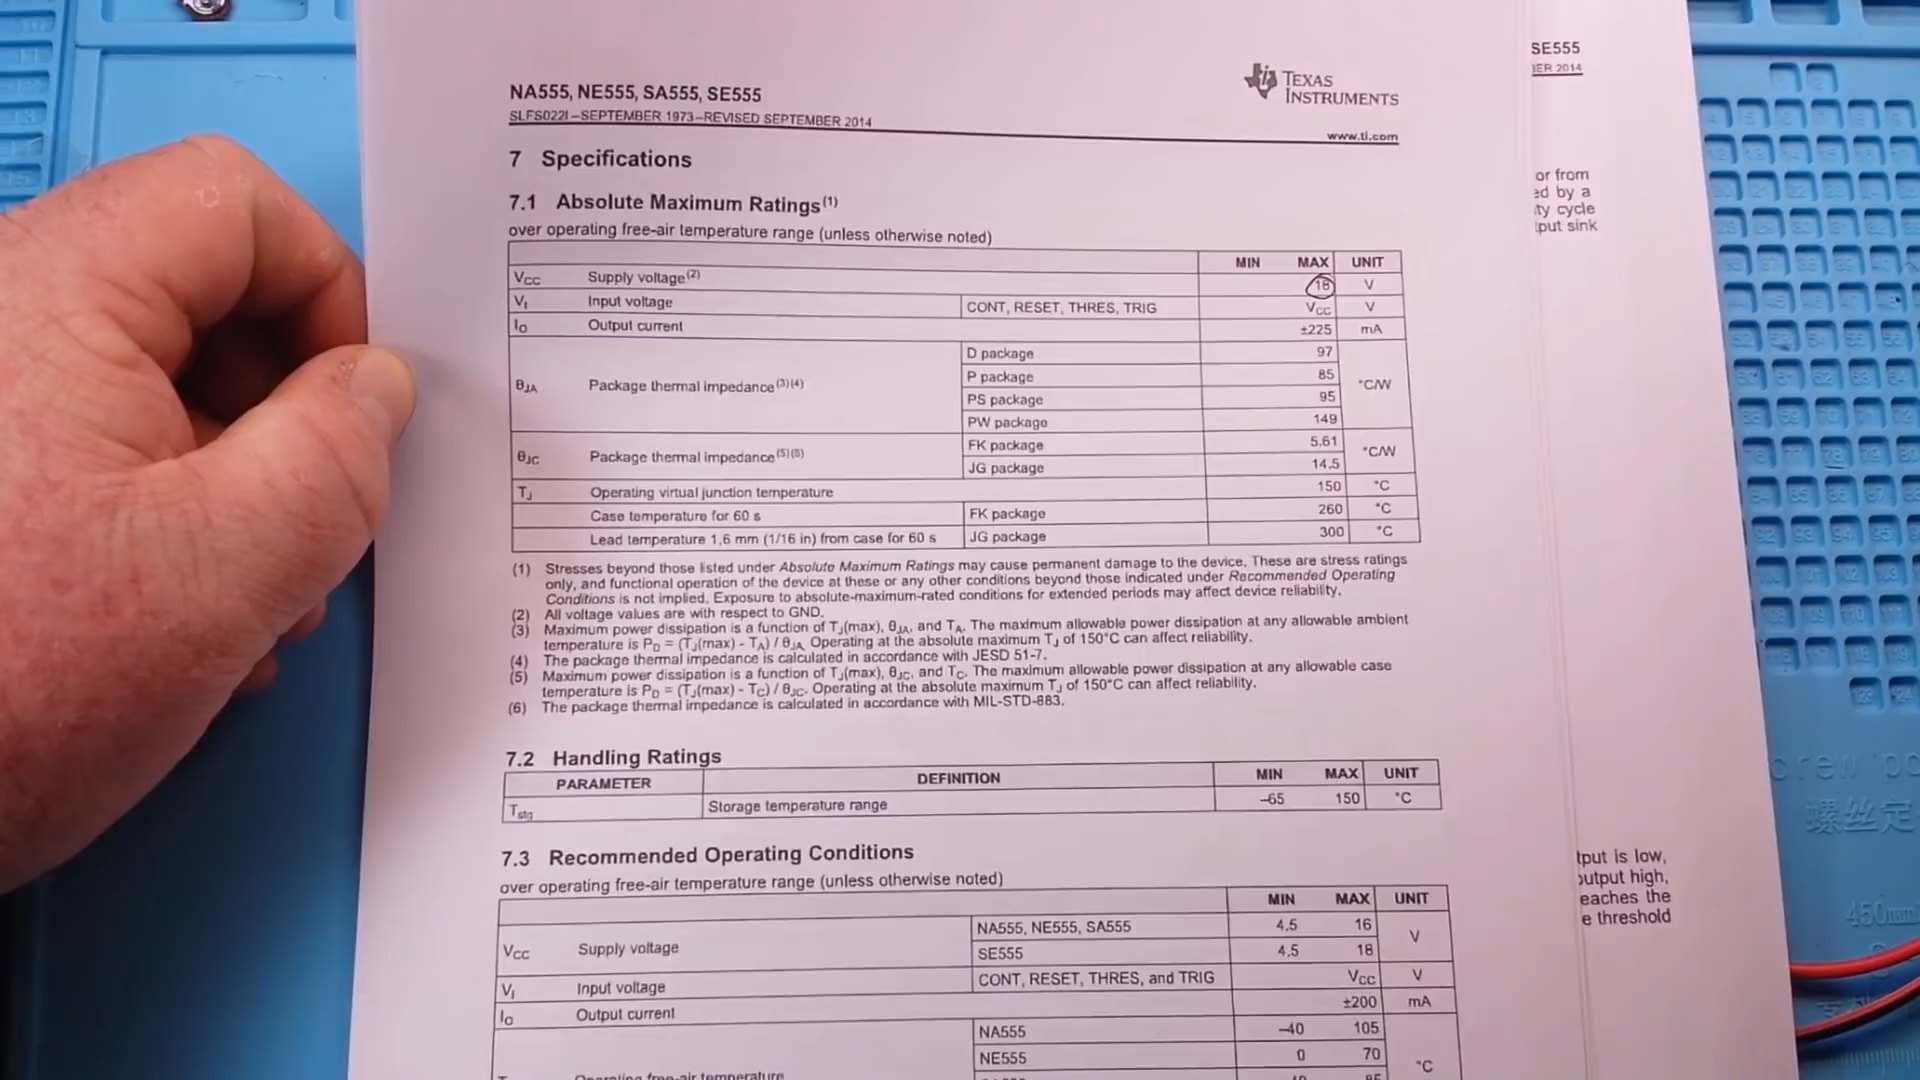 NA555, NE555, SA555, SE555
SLFS022I–SEPTEMBER 1973–REVISED SEPTEMBER 2014
TEXAS
INSTRUMENTS
www.ti.com
7 Specifications
7.1 Absolute Maximum Ratings(1)
over operating free-air temperature range (unless otherwise noted)
MIN MAX UNIT
VCC Supply voltage(2) 18 V
VI Input voltage CONT, RESET, THRES, TRIG VCC V
IO Output current ±225 mA
θJA Package thermal impedance(3)(4) D package 97 °C/W
P package 85
PS package 95
PW package 149
θJC Package thermal impedance(5)(6) FK package 5.61 °C/W
JG package 14.5
TJ Operating virtual junction temperature 150 °C
Case temperature for 60 s FK package 260 °C
Lead temperature 1,6 mm (1/16 in) from case for 60 s JG package 300 °C
(1) Stresses beyond those listed under Absolute Maximum Ratings may cause permanent damage to the device. These are stress ratings
only, and functional operation of the device at these or any other conditions beyond those indicated under Recommended Operating
Conditions is not implied. Exposure to absolute-maximum-rated conditions for extended periods may affect device reliability.
(2) All voltage values are with respect to GND.
(3) Maximum power dissipation is a function of TJ(max), θJA, and TA. The maximum allowable power dissipation at any allowable ambient
temperature is PD = (TJ(max) - TA) / θJA. Operating at the absolute maximum TJ of 150°C can affect reliability.
(4) The package thermal impedance is calculated in accordance with JESD 51-7.
(5) Maximum power dissipation is a function of TJ(max), θJC, and TC. The maximum allowable power dissipation at any allowable case
temperature is PD = (TJ(max) - TC) / θJC. Operating at the absolute maximum TJ of 150°C can affect reliability.
(6) The package thermal impedance is calculated in accordance with MIL-STD-883.
7.2 Handling Ratings
PARAMETER DEFINITION MIN MAX UNIT
Tstg Storage temperature range –65 150 °C
7.3 Recommended Operating Conditions
over operating free-air temperature range (unless otherwise noted)
MIN MAX UNIT
VCC Supply voltage NA555, NE555, SA555 4.5 16 V
SE555 4.5 18
VI Input voltage CONT, RESET, THRES, and TRIG VCC V
IO Output current ±200 mA
NA555 –40 105
NE555 0 70 °C
Operating free-air temperature
SE555
BER 2014
or from
ed by a
ty cycle
tput sink
tput is low,
output high,
eaches the
e threshold
crew po
螺丝定
450mm